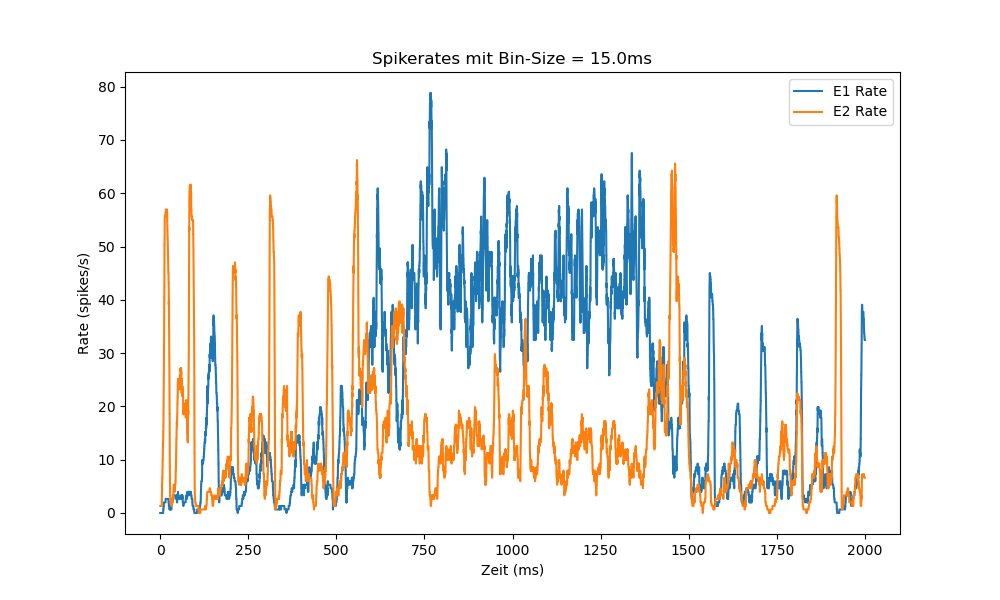 Spikerates mit Bin-Size = 15.0ms
E1 Rate
E2 Rate
80
70
60
50
40
30
20
10
0
Rate (spikes/s)
0 250 500 750 1000 1250 1500 1750 2000
Zeit (ms)